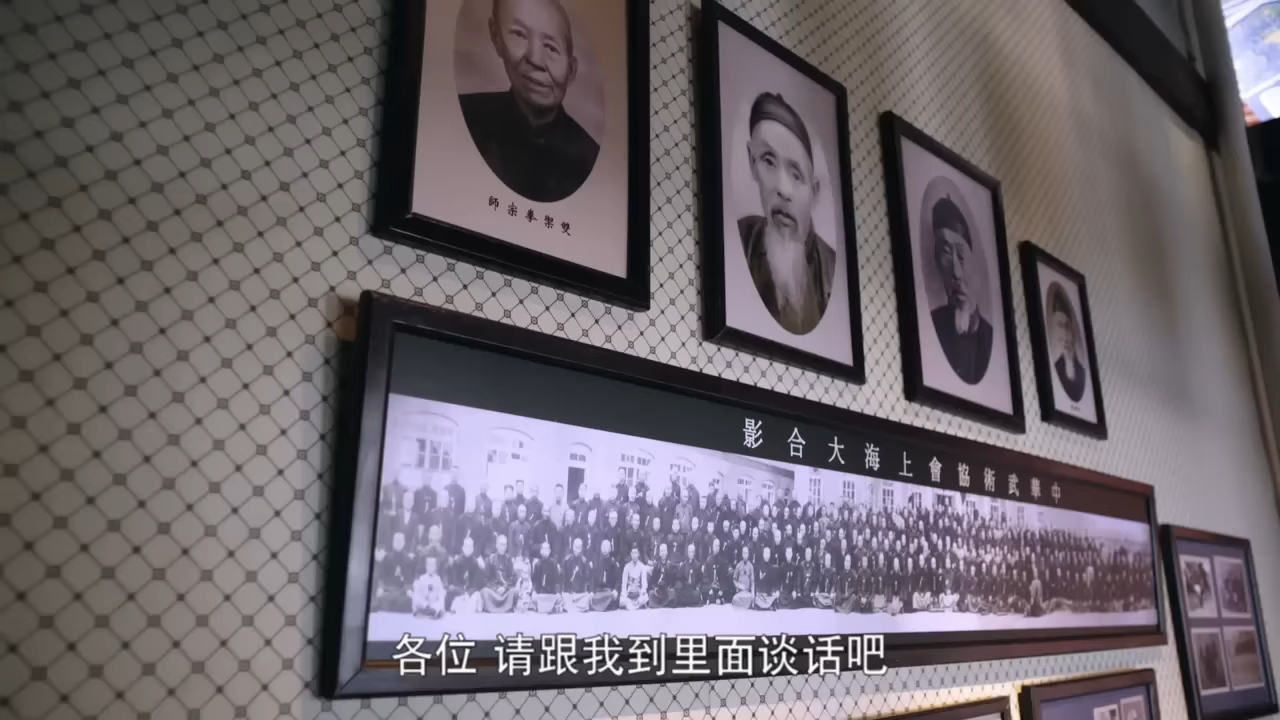 雙架拳宗師
中華武術協會上海大合影
各位 请跟我到里面谈话吧